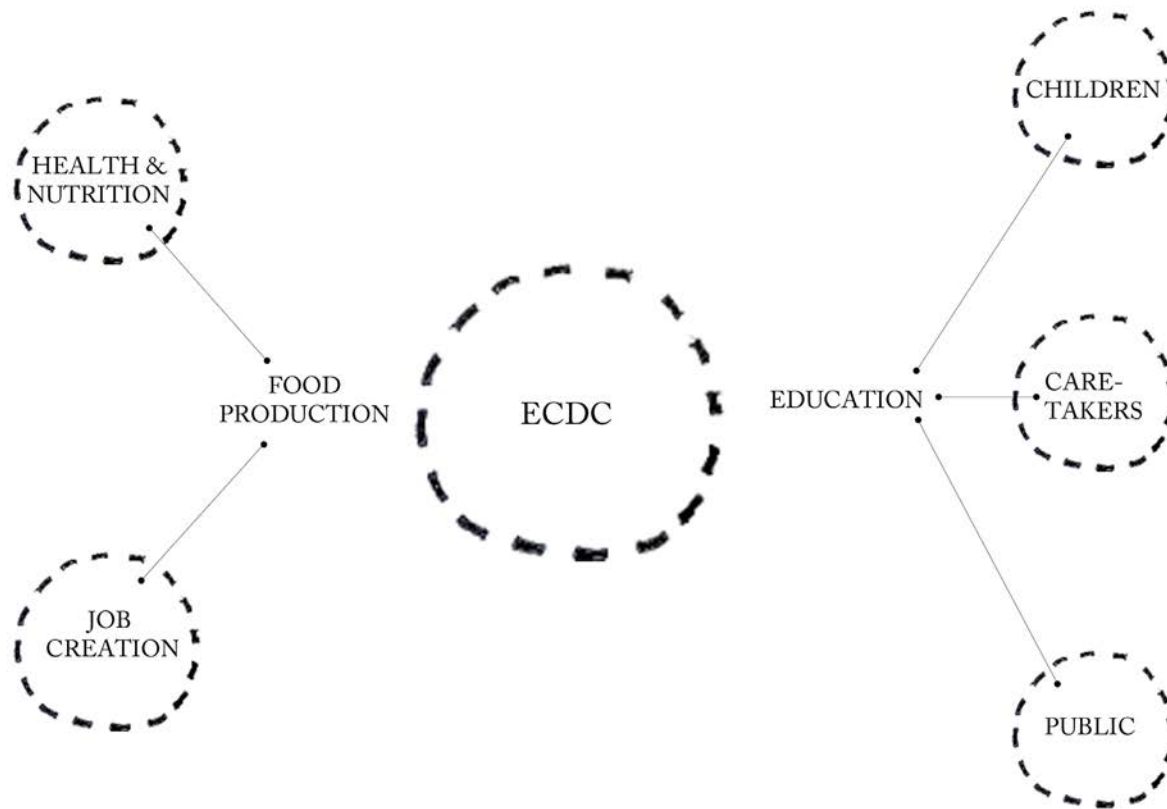 HEALTH &
NUTRITION
FOOD
PRODUCTION
JOB
CREATION
ECDC
EDUCATION
CHILDREN
CARE-
TAKERS
PUBLIC